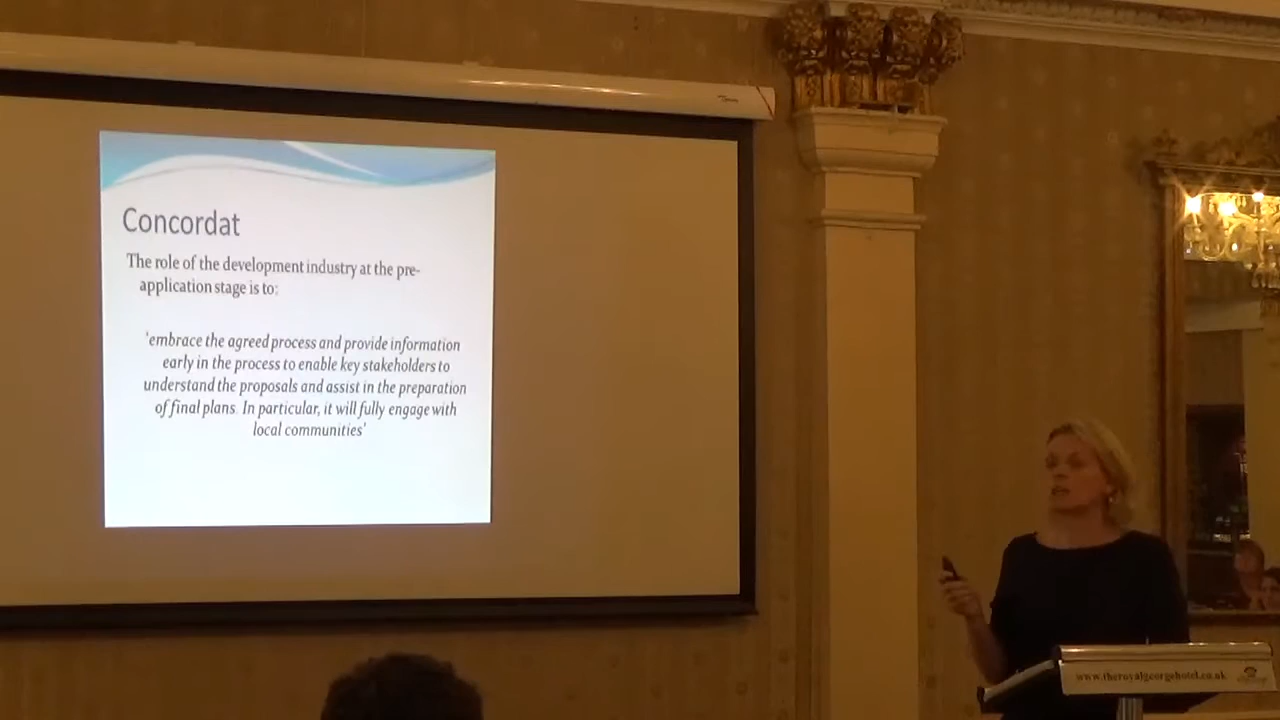 Concordat
The role of the development industry at the pre-
application stage is to:
'embrace the agreed process and provide information
early in the process to enable key stakeholders to
understand the proposals and assist in the preparation
of final plans. In particular, it will fully engage with
local communities'
www.theroyalgeorgehotel.co.uk